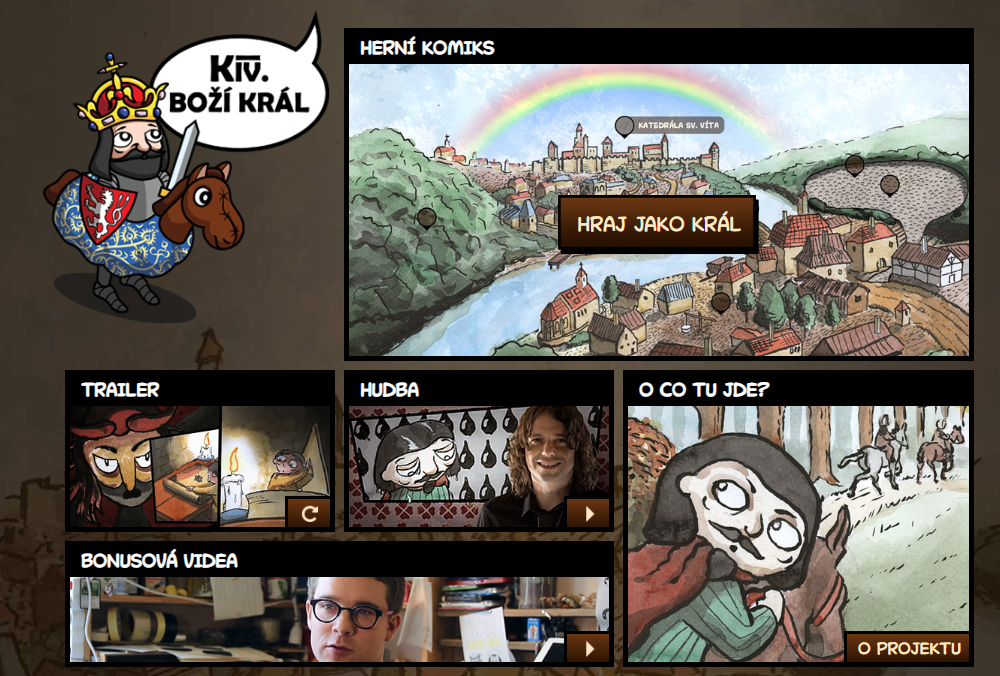 KIV.
BOŽÍ KRÁL
HERNÍ KOMIKS
KATEDRÁLA SV. VÍTA
HRAJ JAKO KRÁL
TRAILER
HUDBA
O CO TU JDE?
BONUSOVÁ VIDEA
O PROJEKTU